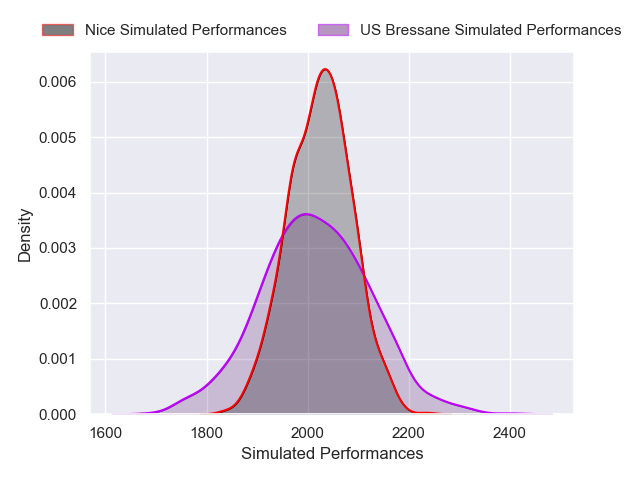 Nice Simulated Performances US Bressane Simulated Performances
0.006
0.005
0.004
0.003
0.002
0.001
0.000
Density
1600 1800 2000 2200 2400
Simulated Performances